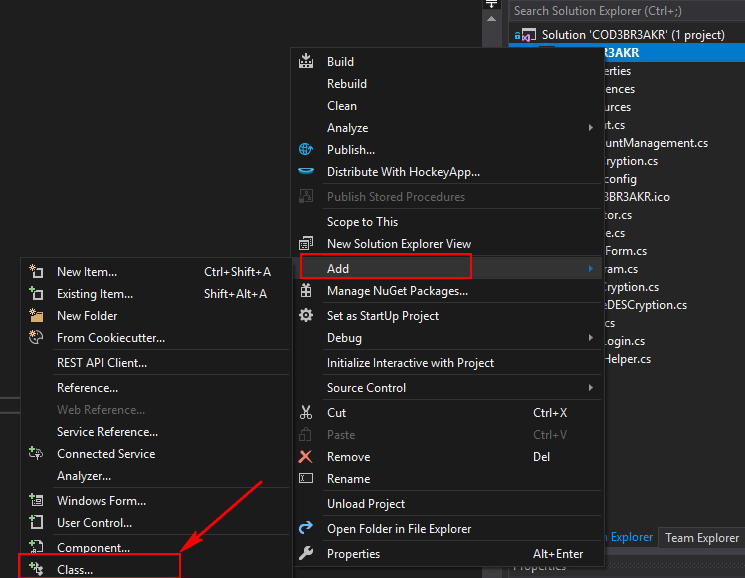 Search Solution Explorer (Ctrl+;)
Solution 'COD3BR3AKR' (1 project)
R3AKR
Build
Rebuild
Clean
Analyze
Publish...
Distribute With HockeyApp...
Publish Stored Procedures
Scope to This
New Solution Explorer View
Add
Manage NuGet Packages...
Set as StartUp Project
Debug
Initialize Interactive with Project
Source Control
Cut Ctrl+X
Paste Ctrl+V
Remove Del
Rename
Unload Project
Open Folder in File Explorer
Properties Alt+Enter
New Item... Ctrl+Shift+A
Existing Item... Shift+Alt+A
New Folder
From Cookiecutter...
REST API Client...
Reference...
Web Reference...
Service Reference...
Connected Service
Analyzer...
Windows Form...
User Control...
Component...
Class...
erties
ences
urces
t.cs
untManagement.cs
ryption.cs
config
3BR3AKR.ico
tor.cs
e.cs
Form.cs
ram.cs
Cryption.cs
eDESCryption.cs
cs
Login.cs
Helper.cs
Explorer
Team Explorer
Properties